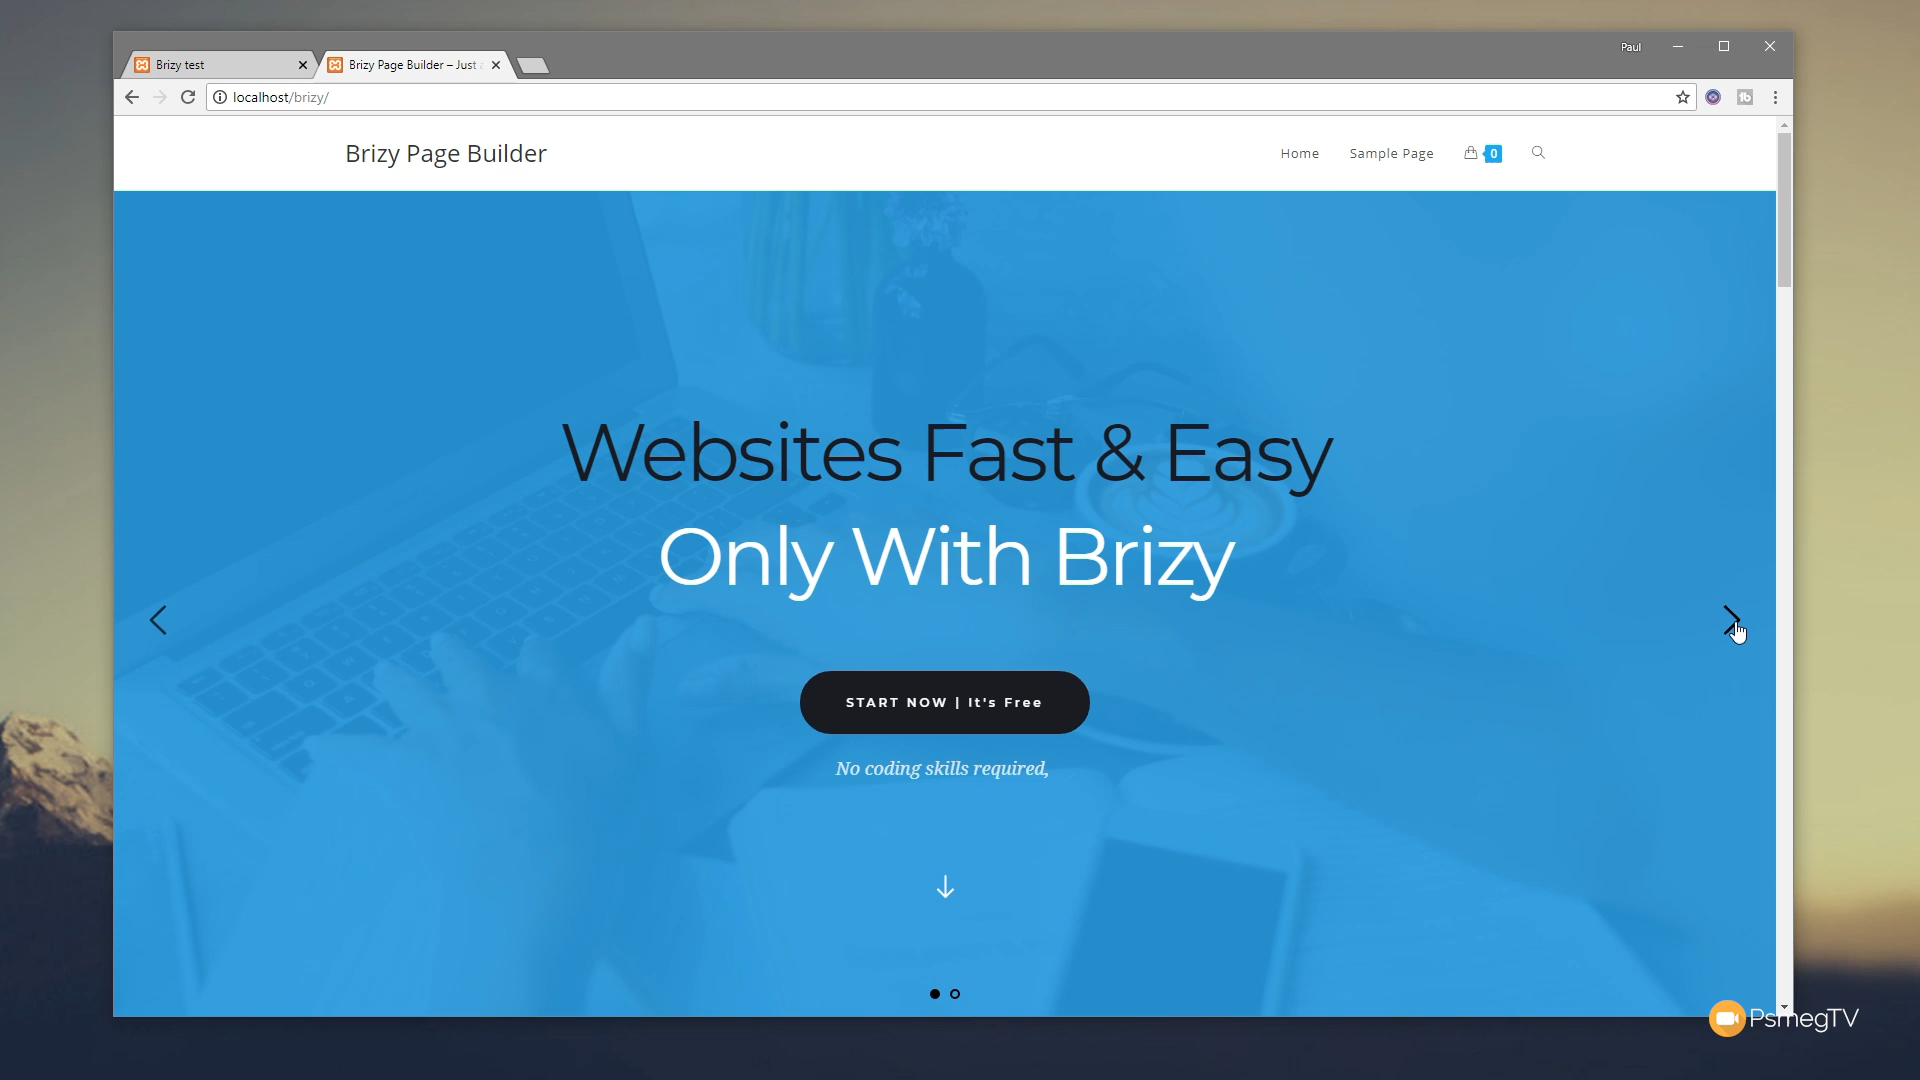 Paul
Brizy test
Brizy Page Builder – Just
localhost/brizy/
Brizy Page Builder
Home
Sample Page
0
Websites Fast & Easy
Only With Brizy
START NOW | It's Free
No coding skills required,
PsmegTV